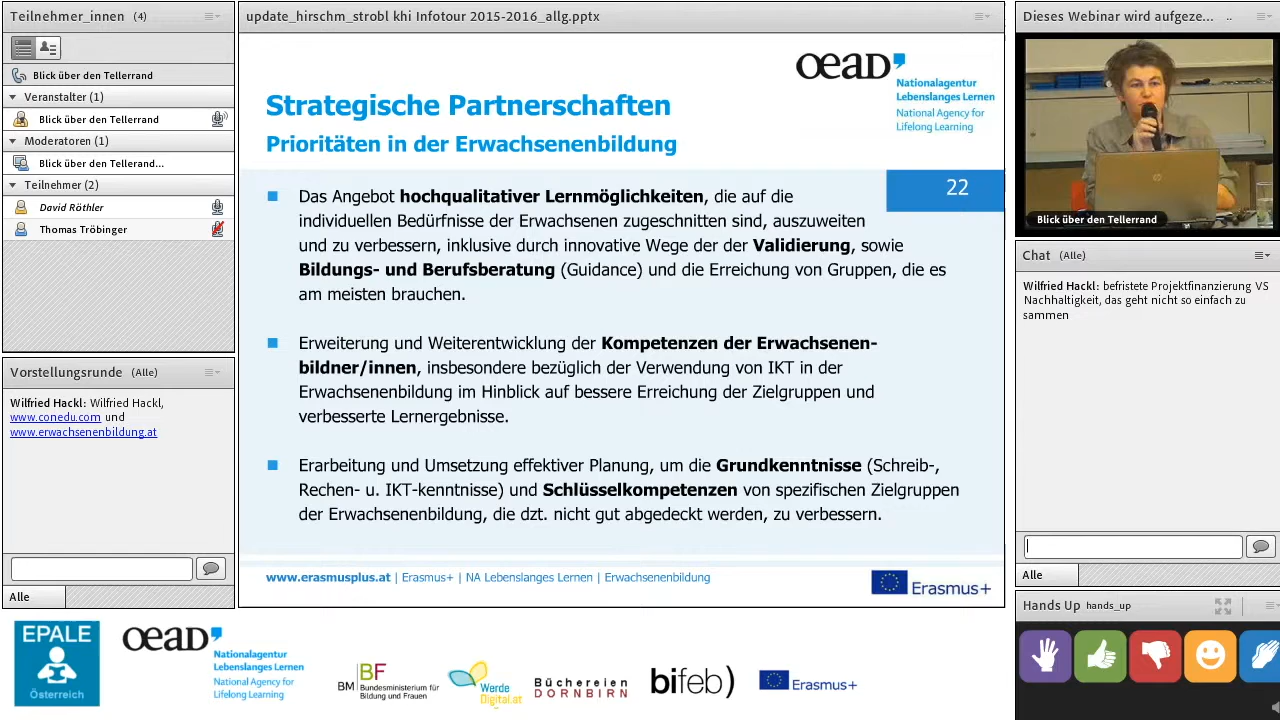 Teilnehmer_innen (4)
Blick über den Tellerrand
Veranstalter (1)
Blick über den Tellerrand
Moderatoren (1)
Blick über den Tellerand...
Teilnehmer (2)
David Röthler
Thomas Tröbinger
Vorstellungsrunde (Alle)
Wilfried Hackl: Wilfried Hackl,
www.conedu.com und
www.erwachsenenbildung.at
Alle
update_hirschm_strobl khi Infotour 2015-2016_allg.pptx
oead
Nationalagentur
Lebenslanges Lernen
National Agency for
Lifelong Learning
Strategische Partnerschaften
Prioritäten in der Erwachsenenbildung
22
Das Angebot hochqualitativer Lernmöglichkeiten, die auf die
individuellen Bedürfnisse der Erwachsenen zugeschnitten sind, auszuweiten
und zu verbessern, inklusive durch innovative Wege der der Validierung, sowie
Bildungs- und Berufsberatung (Guidance) und die Erreichung von Gruppen, die es
am meisten brauchen.
Erweiterung und Weiterentwicklung der Kompetenzen der Erwachsenen-
bildner/innen, insbesondere bezüglich der Verwendung von IKT in der
Erwachsenenbildung im Hinblick auf bessere Erreichung der Zielgruppen und
verbesserte Lernergebnisse.
Erarbeitung und Umsetzung effektiver Planung, um die Grundkenntnisse (Schreib-,
Rechen- u. IKT-kenntnisse) und Schlüsselkompetenzen von spezifischen Zielgruppen
der Erwachsenenbildung, die dzt. nicht gut abgedeckt werden, zu verbessern.
www.erasmusplus.at | Erasmus+ | NA Lebenslanges Lernen | Erwachsenenbildung
Erasmus+
Dieses Webinar wird aufgeze... ..
Blick über den Tellerrand
Chat (Alle)
Wilfried Hackl: befristete Projektfinanzierung VS
Nachhaltigkeit, das geht nicht so einfach zu
sammen
Alle
Hands Up hands_up
EPALE
Österreich
oead
Nationalagentur
Lebenslanges Lernen
National Agency for
Lifelong Learning
BM BF
Bundesministerium für
Bildung und Frauen
Werde
Digital.at
Büchereien
DORNBIRN
bifeb)
Erasmus+